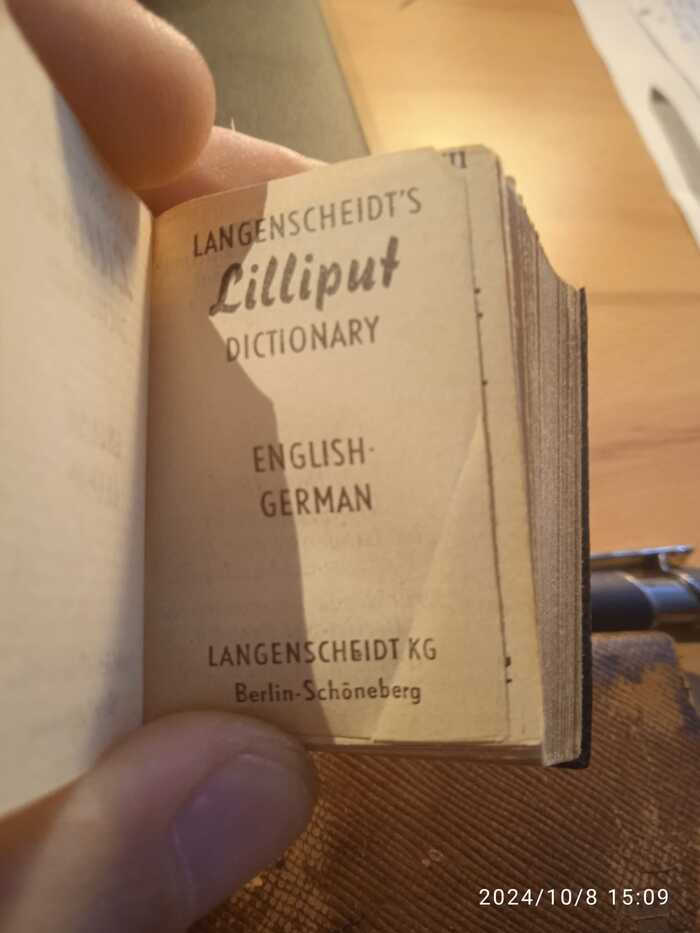 LANGENSCHEIDT'S
Lilliput
DICTIONARY
ENGLISH-
GERMAN
LANGENSCHEIDT KG
Berlin-Schöneberg
2024/10/8 15:09